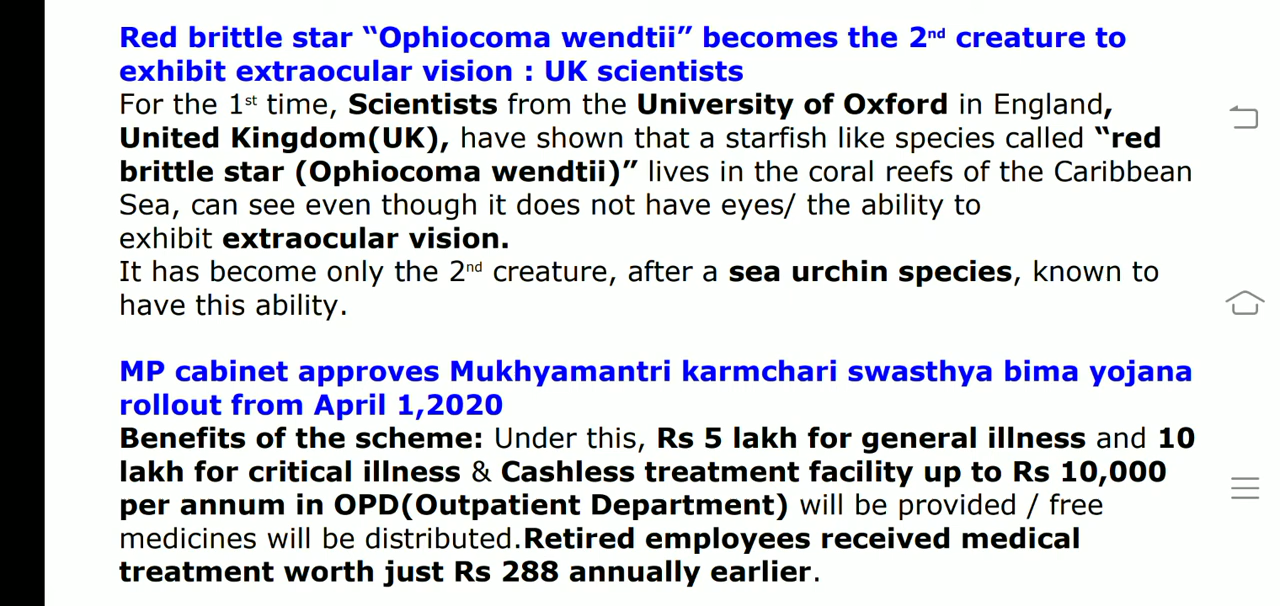 Red brittle star “Ophiocoma wendtii” becomes the 2nd creature to
exhibit extraocular vision : UK scientists
For the 1st time, Scientists from the University of Oxford in England,
United Kingdom(UK), have shown that a starfish like species called “red
brittle star (Ophiocoma wendtii)” lives in the coral reefs of the Caribbean
Sea, can see even though it does not have eyes/ the ability to
exhibit extraocular vision.
It has become only the 2nd creature, after a sea urchin species, known to
have this ability.
MP cabinet approves Mukhyamantri karmchari swasthya bima yojana
rollout from April 1,2020
Benefits of the scheme: Under this, Rs 5 lakh for general illness and 10
lakh for critical illness & Cashless treatment facility up to Rs 10,000
per annum in OPD(Outpatient Department) will be provided / free
medicines will be distributed.Retired employees received medical
treatment worth just Rs 288 annually earlier.